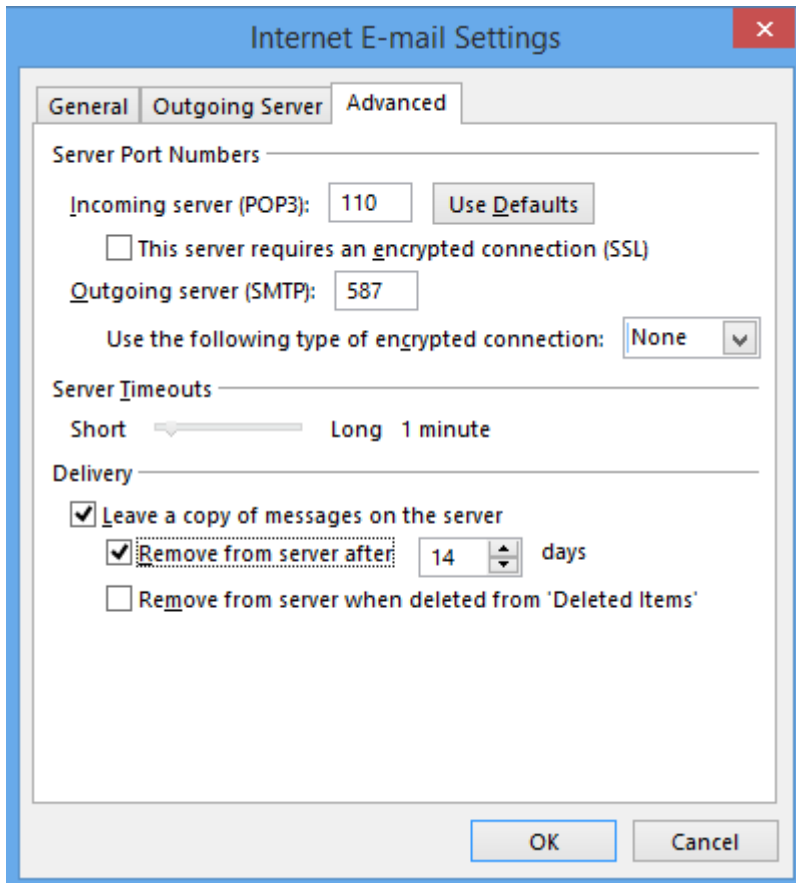 Internet E-mail Settings
General Outgoing Server Advanced
Server Port Numbers
Incoming server (POP3): 110 Use Defaults
This server requires an encrypted connection (SSL)
Outgoing server (SMTP): 587
Use the following type of encrypted connection: None
Server Timeouts
Short Long 1 minute
Delivery
Leave a copy of messages on the server
Remove from server after 14 days
Remove from server when deleted from 'Deleted Items'
OK Cancel